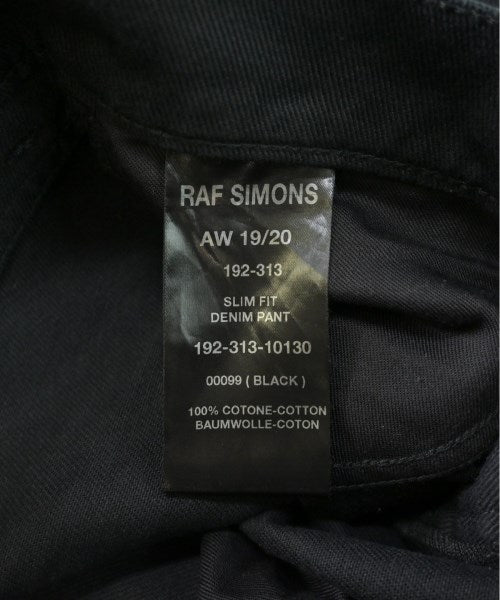 RAF SIMONS
AW 19/20
192-313
SLIM FIT
DENIM PANT
192-313-10130
00099 ( BLACK )
100% COTONE-COTTON
BAUMWOLLE-COTON